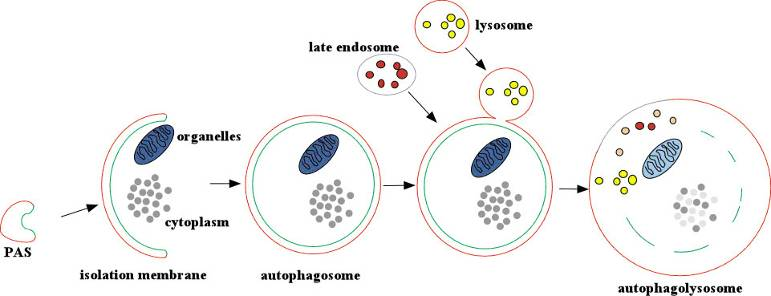 lysosome
late endosome
organelles
cytoplasm
PAS
isolation membrane
autophagosome
autophagolysosome